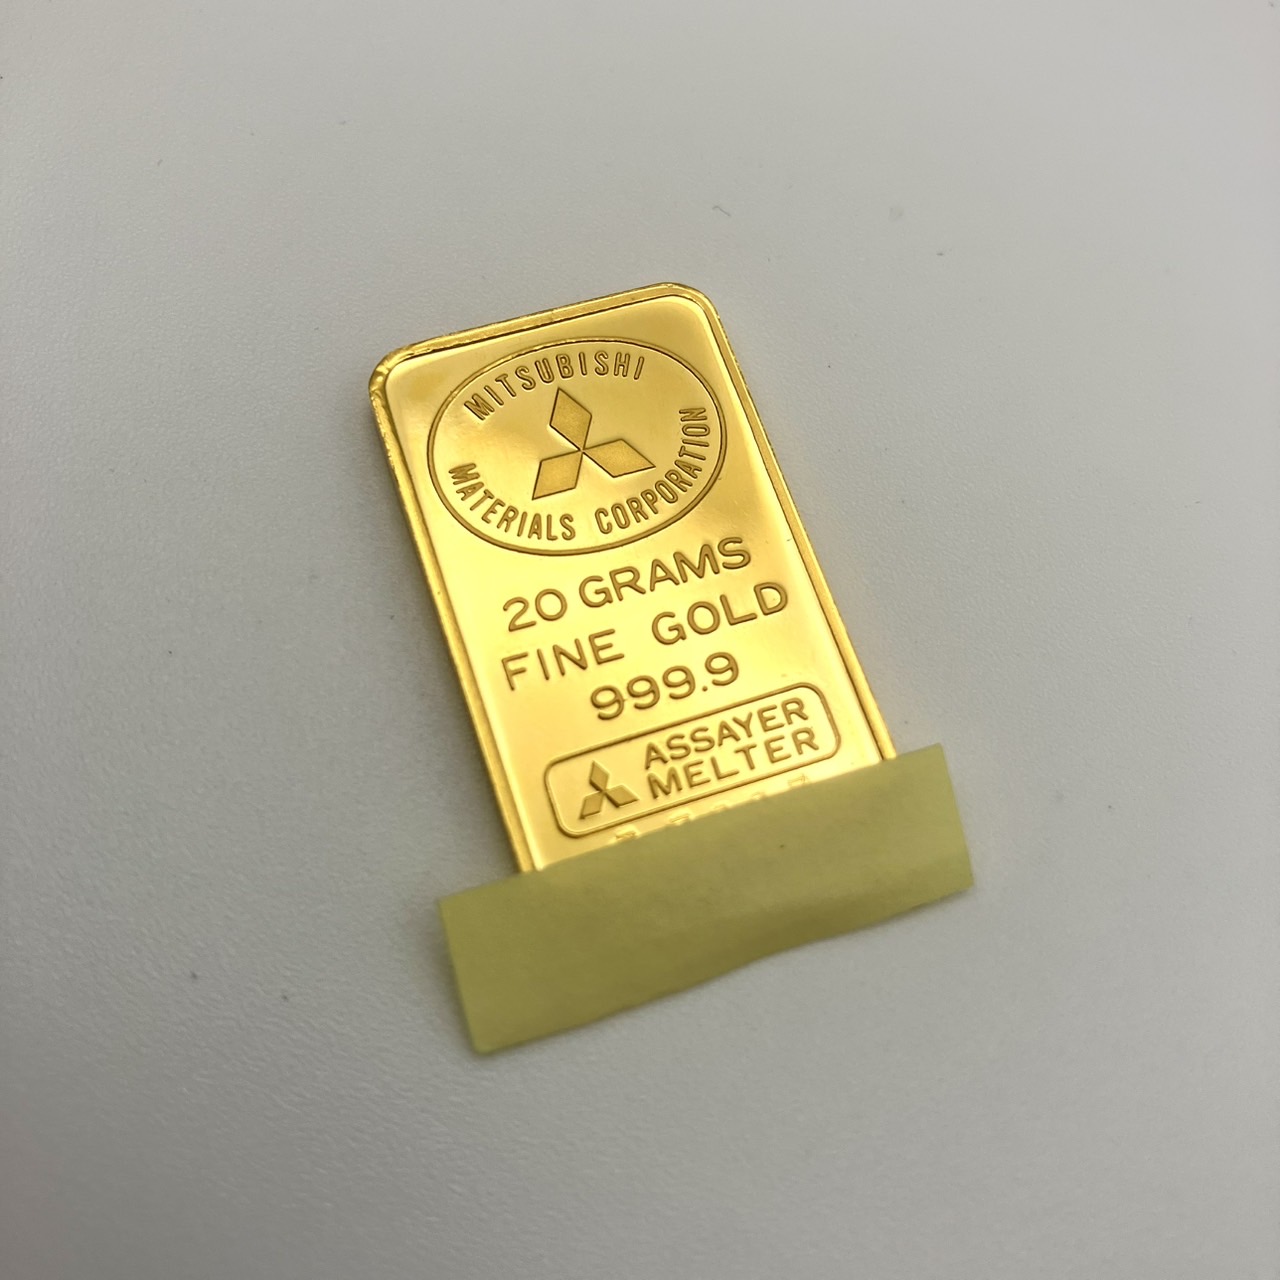 MITSUBISHI
MATERIALS CORPORATION
20 GRAMS
FINE GOLD
999.9
ASSAYER
MELTER